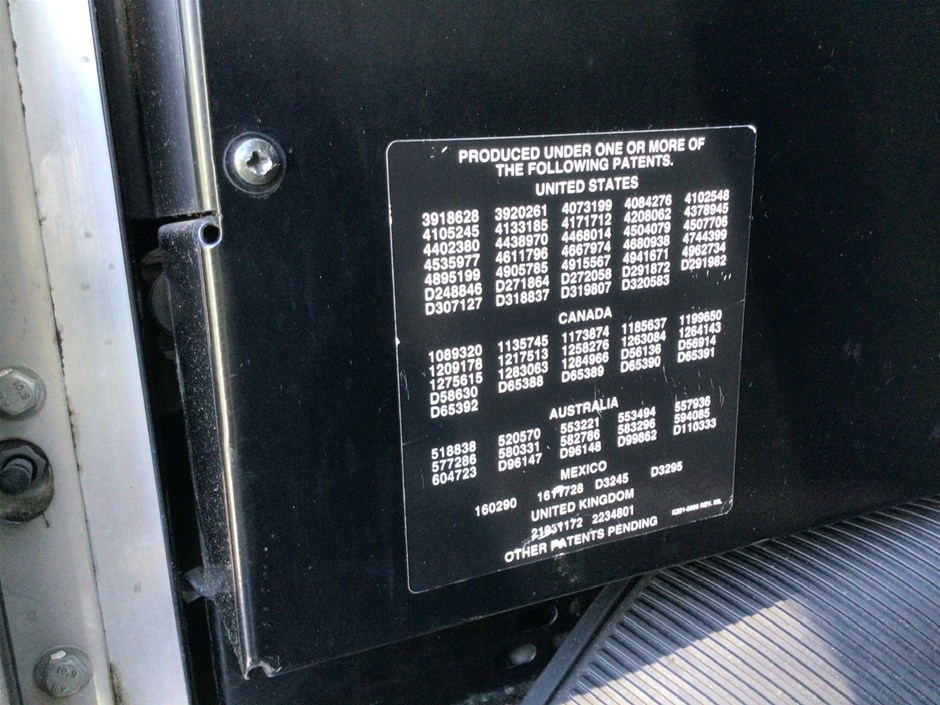 PRODUCED UNDER ONE OR MORE OF
THE FOLLOWING PATENTS.
UNITED STATES
3918628 3920261 4073199 4084276 4102548
4105245 4133185 4171712 4208062 4378945
4402380 4438970 4468014 4504079 4507706
4535977 4611796 4667974 4680938 4744399
4895199 4905785 4915567 4941671 4962734
D248846 D271864 D272058 D291872 D291982
D307127 D318837 D319807 D320583
CANADA
1089320 1135745 1173874 1185637 1199650
1209178 1217513 1258276 1263084 1264143
1275615 1283063 1284966 D56136 D56914
D58630 D65388 D65389 D65390 D65391
D65392
AUSTRALIA
518838 520570 553221 553494 557936
577286 580331 582786 583296 594085
604723 D96147 D96148 D99862 D110333
MEXICO
160290 D3245 D3295
UNITED KINGDOM
2234801
OTHER PATENTS PENDING